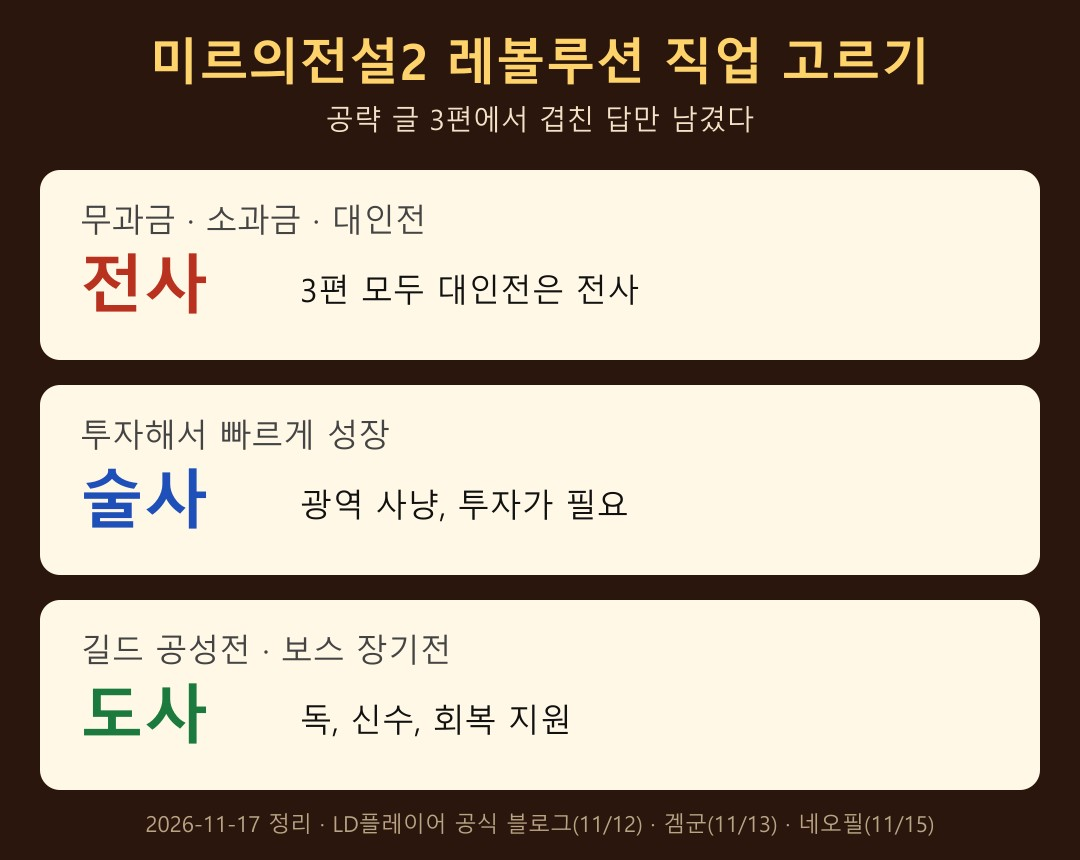 미르의전설2 레볼루션 직업 고르기
공략 글 3편에서 겹친 답만 남겼다
무과금 · 소과금 · 대인전
전사
3편 모두 대인전은 전사
투자해서 빠르게 성장
술사
광역 사냥, 투자가 필요
길드 공성전 · 보스 장기전
도사
독, 신수, 회복 지원
2026-11-17 정리 · LD플레이어 공식 블로그(11/12) · 겜군(11/13) · 네오필(11/15)